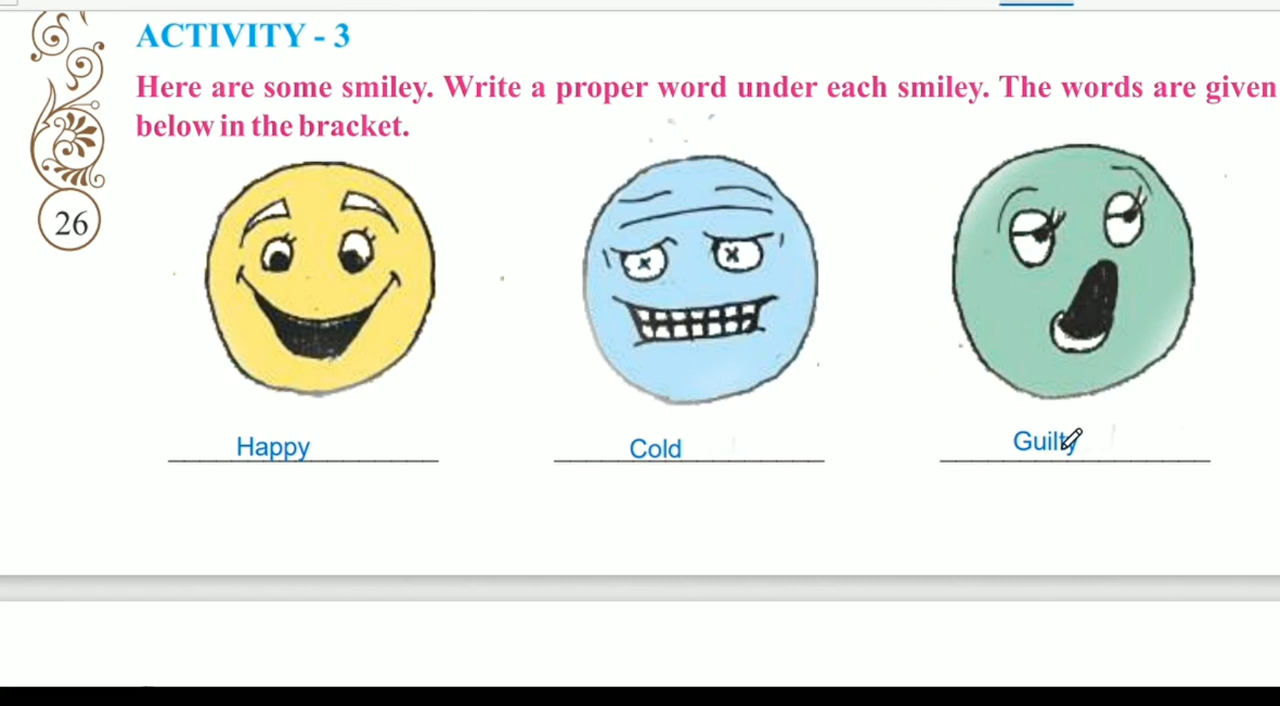 ACTIVITY - 3
Here are some smiley. Write a proper word under each smiley. The words are given
below in the bracket.
26
Happy
Cold
Guilty